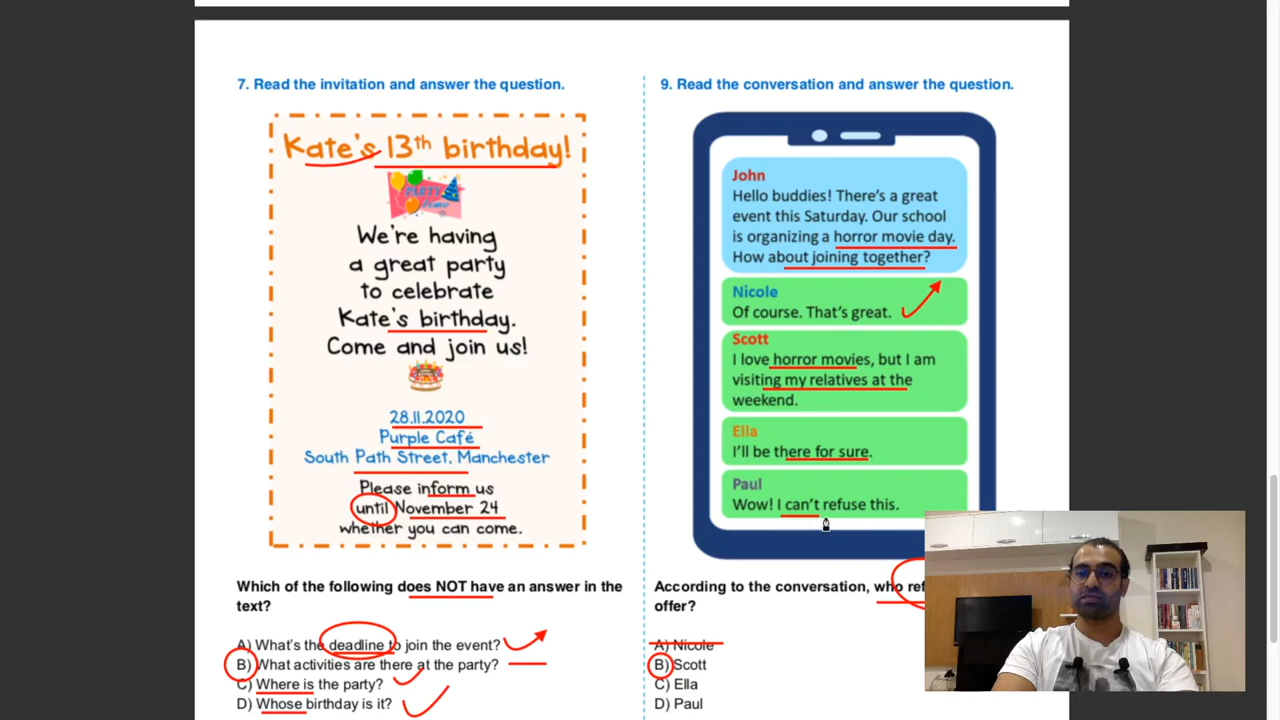 7. Read the invitation and answer the question.
Kate's 13th birthday!
PARTY
time
We're having
a great party
to celebrate
Kate's birthday.
Come and join us!
28.11.2020
Purple Café
South Path Street, Manchester
Please inform us
until November 24
whether you can come.
Which of the following does NOT have an answer in the
text?
A) What's the deadline to join the event?
B) What activities are there at the party?
C) Where is the party?
D) Whose birthday is it?
9. Read the conversation and answer the question.
John
Hello buddies! There's a great
event this Saturday. Our school
is organizing a horror movie day.
How about joining together?
Nicole
Of course. That's great.
Scott
I love horror movies, but I am
visiting my relatives at the
weekend.
Ella
I'll be there for sure.
Paul
Wow! I can't refuse this.
According to the conversation, who ref
offer?
A) Nicole
B) Scott
C) Ella
D) Paul